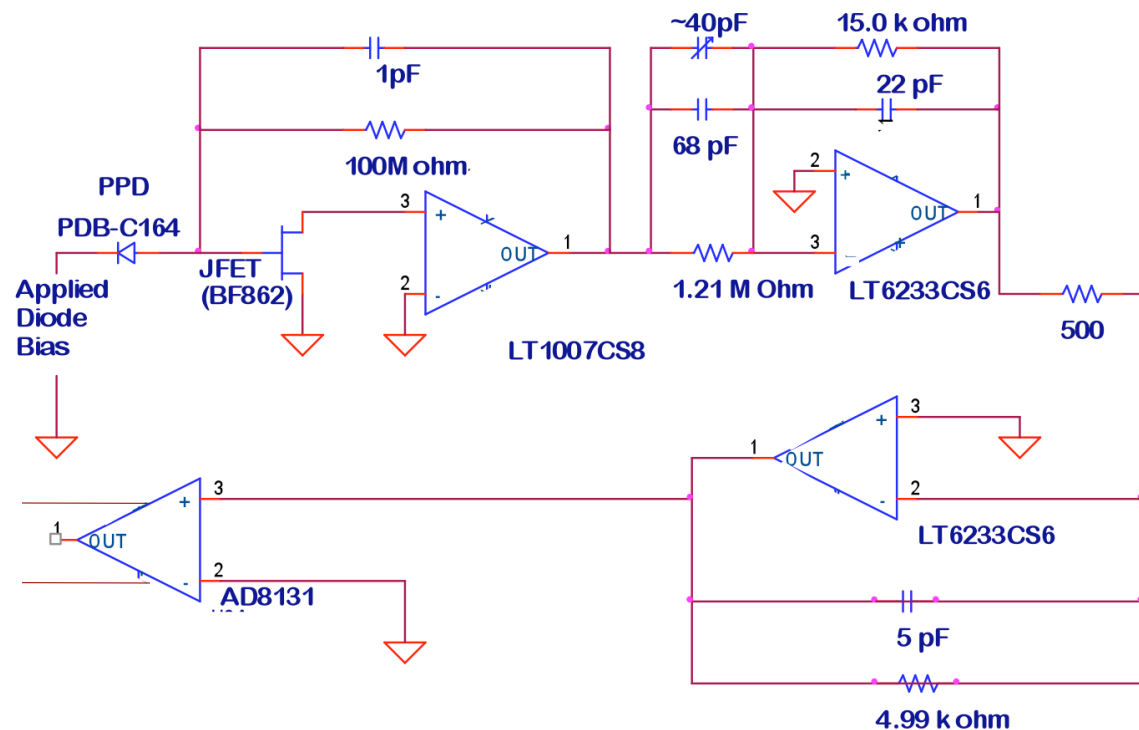 ~40pF
15.0 k ohm
1pF
22 pF
68 pF
100M ohm
PPD
PDB-C164
2
+
3
+
OUT
1
OUT
1
3
JFET
(BF862)
2
-
1.21 M Ohm
LT6233CS6
Applied
Diode
Bias
500
LT1007CS8
3
+
1
OUT
3
+
-
2
1
OUT
LT6233CS6
2
-
AD8131
5 pF
4.99 k ohm